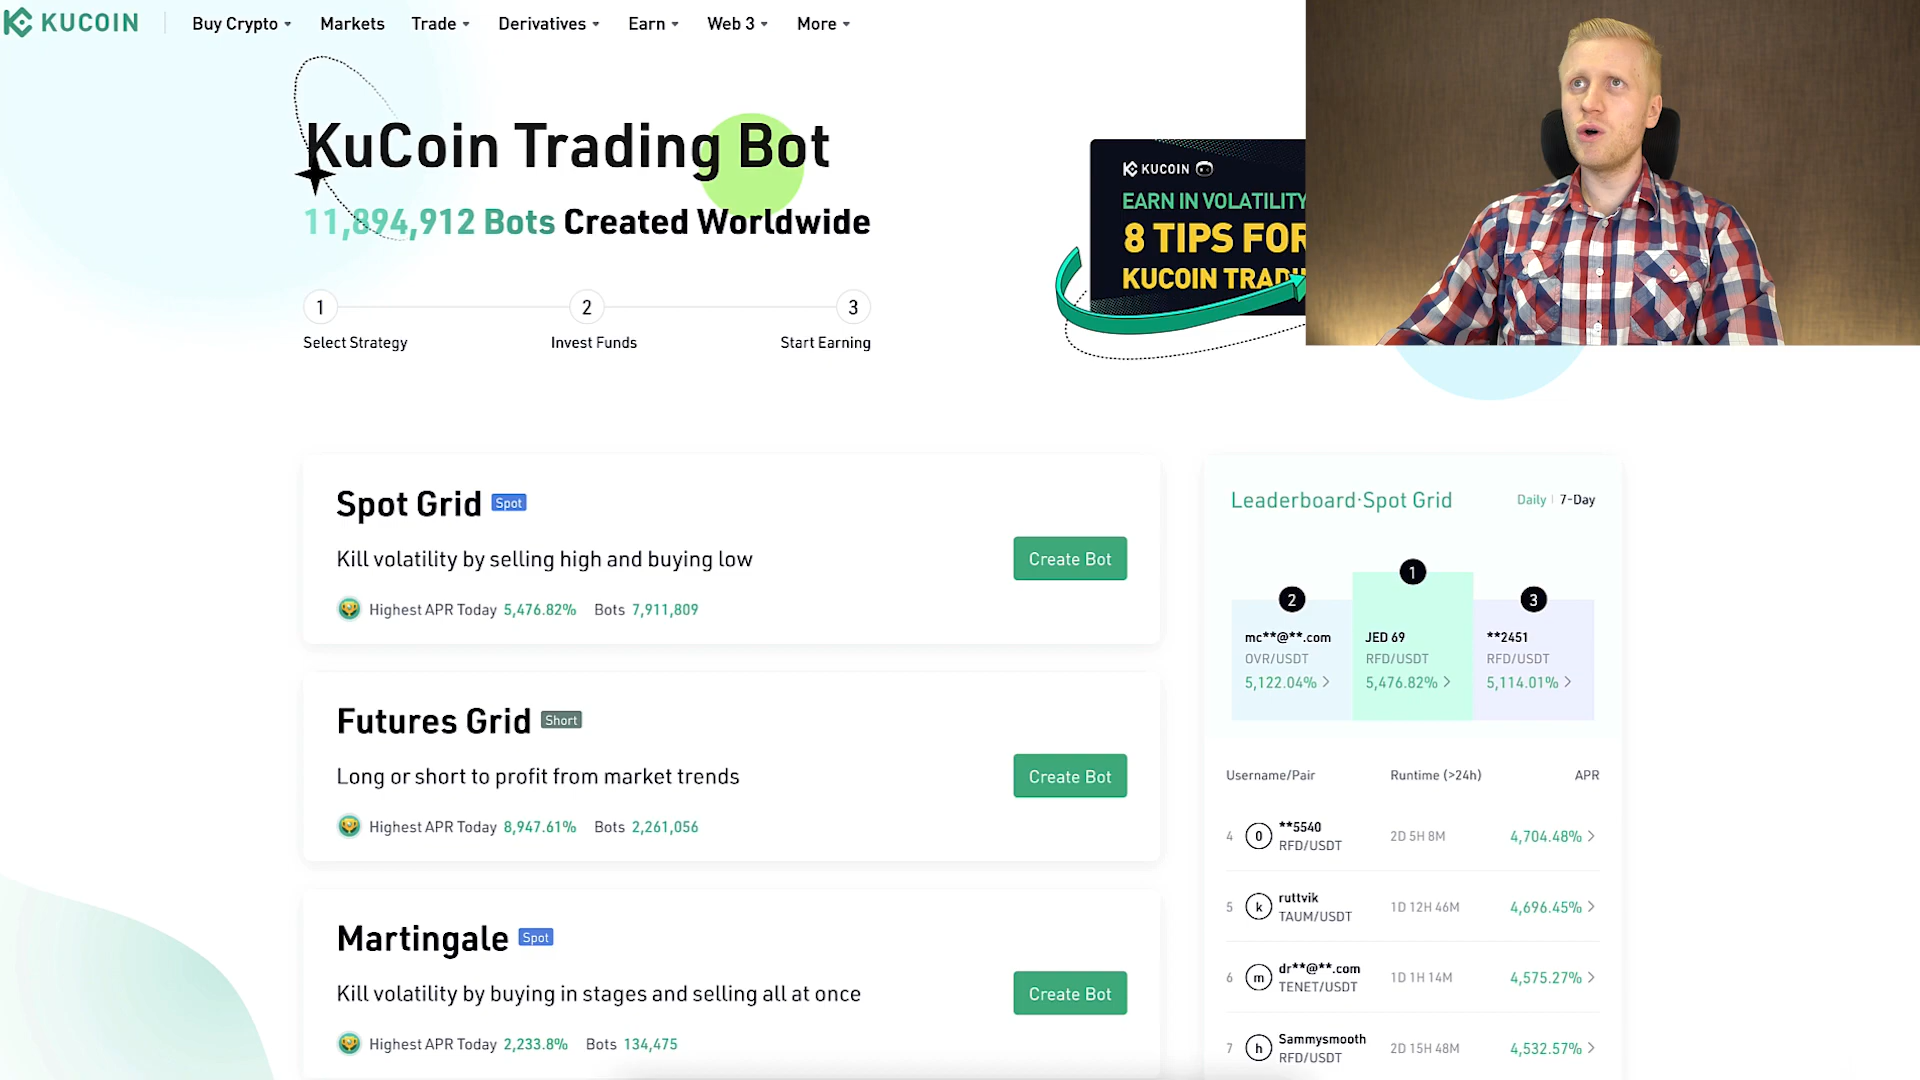 KUCOIN
Buy Crypto
Markets
Trade
Derivatives
Earn
Web 3
More
KuCoin Trading Bot
11,894,912 Bots Created Worldwide
1
2
3
Select Strategy
Invest Funds
Start Earning
KUCOIN
EARN IN VOLATILITY
8 TIPS FOR
KUCOIN
Spot Grid Spot
Kill volatility by selling high and buying low
Highest APR Today 5,476.82% Bots 7,911,809
Create Bot
Futures Grid Short
Long or short to profit from market trends
Highest APR Today 8,947.61% Bots 2,261,056
Create Bot
Martingale Spot
Kill volatility by buying in stages and selling all at once
Highest APR Today 2,233.8% Bots 134,475
Create Bot
Leaderboard·Spot Grid
Daily | 7-Day
2
mc**@**.com
OVR/USDT
5,122.04%
1
JED 69
RFD/USDT
5,476.82%
3
**2451
RFD/USDT
5,114.01%
Username/Pair Runtime (>24h) APR
4 0 **5540
RFD/USDT
2D 5H 8M 4,704.48%
5 k ruttvik
TAUM/USDT
1D 12H 46M 4,696.45%
6 m dr**@**.com
TENET/USDT
1D 1H 14M 4,575.27%
7 h Sammysmooth
RFD/USDT
2D 15H 48M 4,532.57%